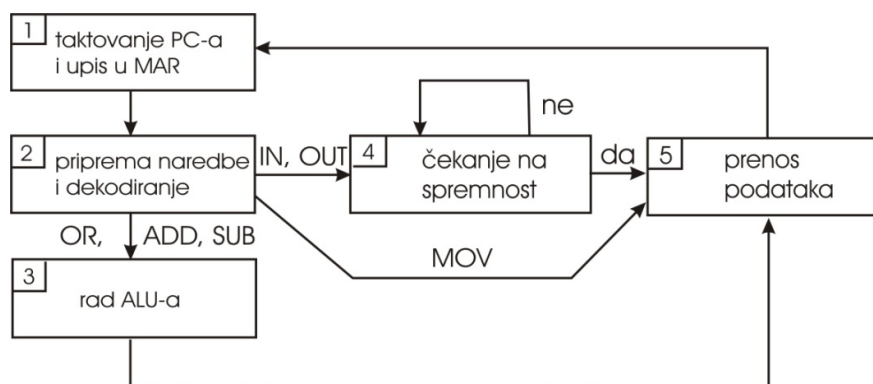 1
taktovanje PC-a
i upis u MAR
ne
2
priprema naredbe
i dekodiranje
IN, OUT
4
čekanje na
spremnost
da
5
prenos
podataka
OR, ADD, SUB
MOV
3
rad ALU-a